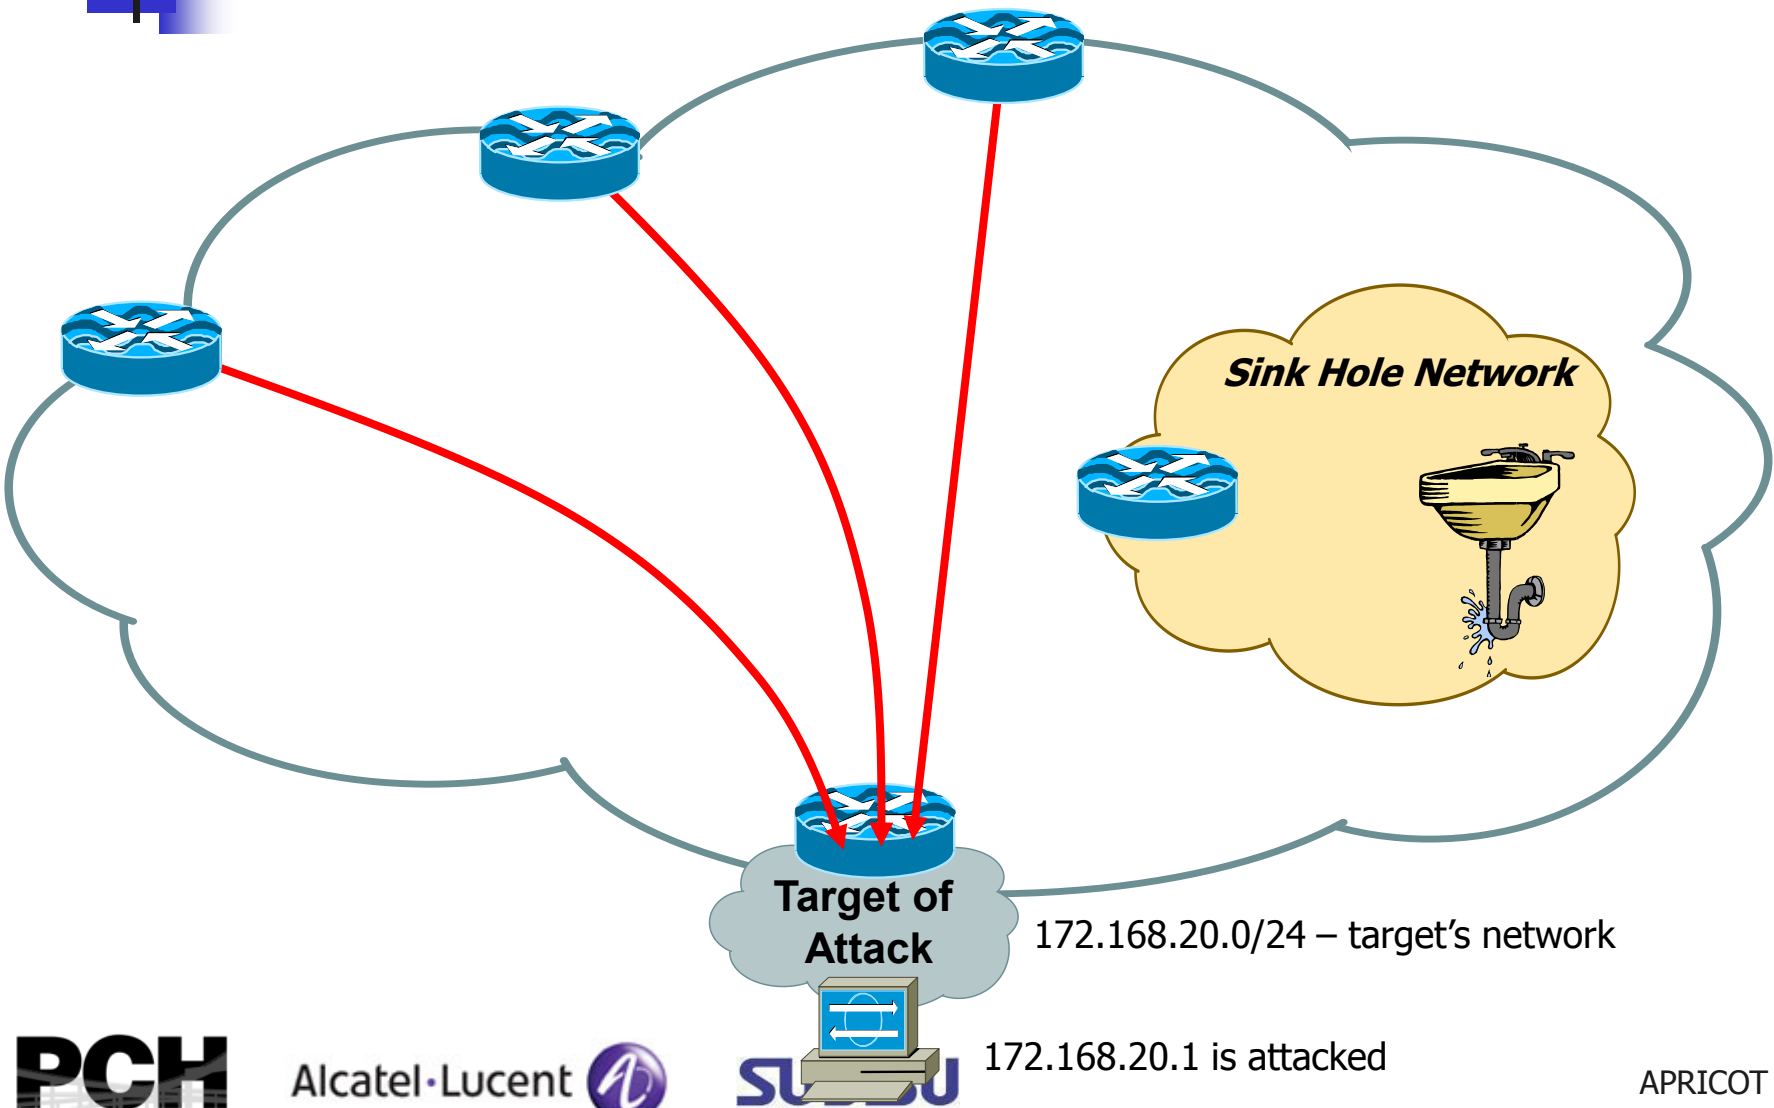 Sink Hole Network
Target of
Attack
172.168.20.0/24 – target's network
172.168.20.1 is attacked
PCH
Alcatel·Lucent
APRICOT